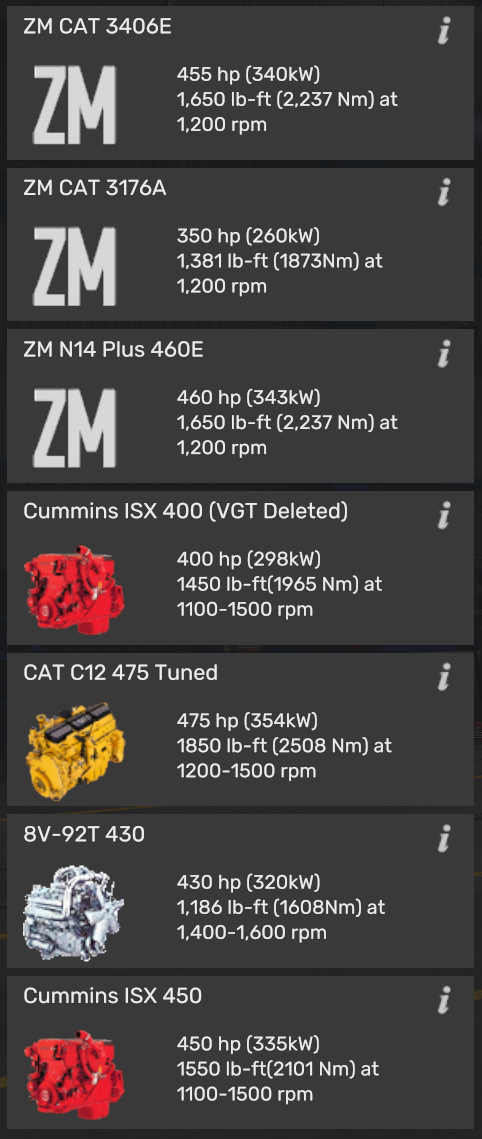 ZM CAT 3406E
i
ZM
455 hp (340kW)
1,650 lb-ft (2,237 Nm) at
1,200 rpm
ZM CAT 3176A
i
ZM
350 hp (260kW)
1,381 lb-ft (1873Nm) at
1,200 rpm
ZM N14 Plus 460E
i
ZM
460 hp (343kW)
1,650 lb-ft (2,237 Nm) at
1,200 rpm
Cummins ISX 400 (VGT Deleted)
i
400 hp (298kW)
1450 lb-ft(1965 Nm) at
1100-1500 rpm
CAT C12 475 Tuned
i
475 hp (354kW)
1850 lb-ft (2508 Nm) at
1200-1500 rpm
8V-92T 430
i
430 hp (320kW)
1,186 lb-ft (1608Nm) at
1,400-1,600 rpm
Cummins ISX 450
i
450 hp (335kW)
1550 lb-ft(2101 Nm) at
1100-1500 rpm